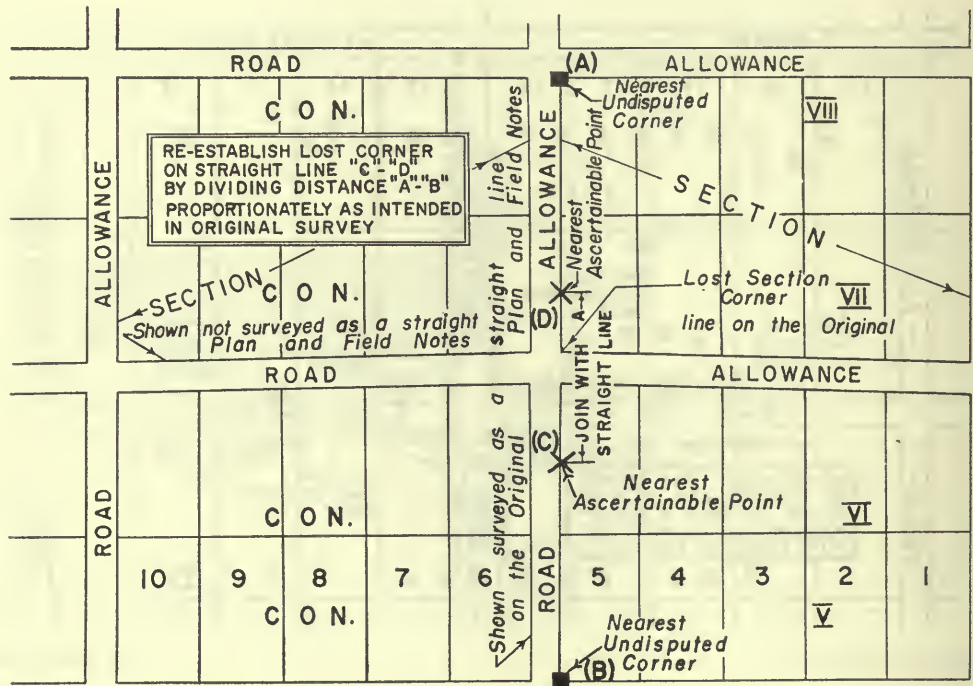 ROAD ALLOWANCE
(A)
Nearest
Undisputed
Corner
CON.
VIII
RE-ESTABLISH LOST CORNER
ON STRAIGHT LINE "C"-"D"
BY DIVIDING DISTANCE "A"-"B"
PROPORTIONATELY AS INTENDED
IN ORIGINAL SURVEY
ALLOWANCE
straight line
Plan and Field Notes
ALLOWANCE
Nearest
Ascertainable Point
SECTION
SECTION
CON.
VII
Lost Section
Corner
(D)
A
Shown not surveyed as a straight
line on the Original
Plan and Field Notes
ROAD ALLOWANCE
JOIN WITH
STRAIGHT LINE
(C)
Nearest
Ascertainable Point
CON.
VI
ROAD
Shown on the surveyed as a
Original
ROAD
10 9 8 7 6 5 4 3 2 1
CON.
V
Nearest
Undisputed
Corner
(B)